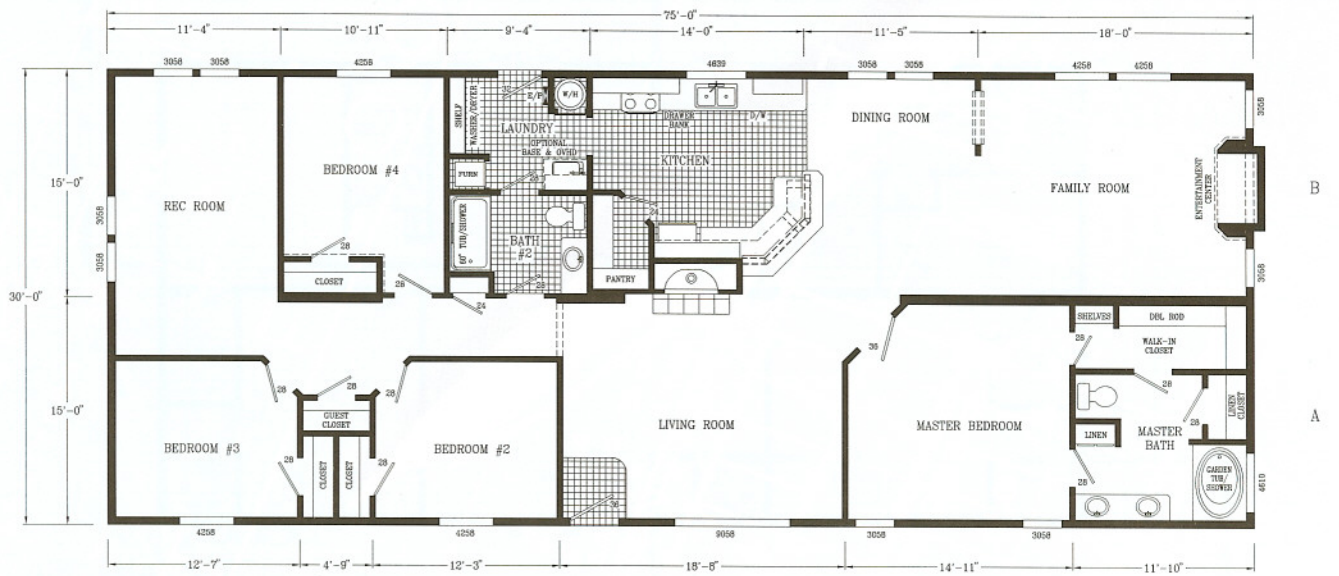 75'-0"
11'-4"
10'-11"
9'-4"
14'-0"
11'-5"
18'-0"
3058
3058
4258
4639
3058
3058
4258
4258
SHELF
WASHER/DRYER
32
E/P
W/H
LAUNDRY
OPTIONAL
BASE & OVHD
DRAWER
BANK
D/W
DINING ROOM
3058
BEDROOM #4
KITCHEN
FURN
15'-0"
REC ROOM
FAMILY ROOM
ENTERTAINMENT
CENTER
B
3058
60" TUB/SHOWER
BATH
#2
24
28
CLOSET
28
PANTRY
3058
3058
30'-0"
24
28
SHELVES
DBL ROD
36
28
WALK-IN
CLOSET
28
28
28
28
28
15'-0"
GUEST
CLOSET
LINEN
CLOSET
A
LIVING ROOM
MASTER BEDROOM
LINEN
MASTER
BATH
28
BEDROOM #3
BEDROOM #2
28
CLOSET
CLOSET
28
28
GARDEN
TUB/
SHOWER
4610
36
4258
4258
9058
3058
3058
12'-7"
4'-9"
12'-3"
18'-8"
14'-11"
11'-10"